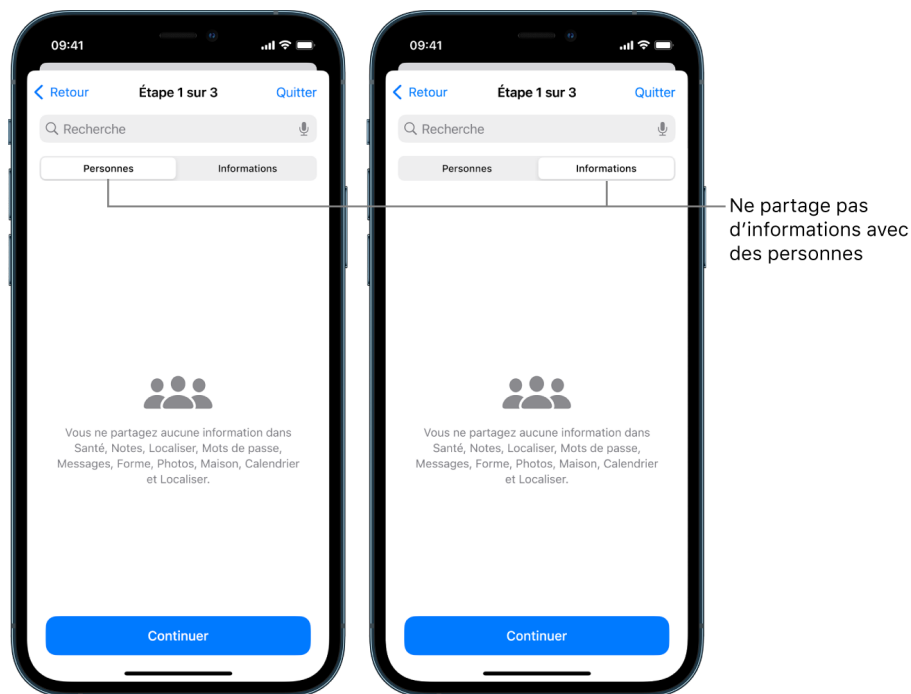 09:41
Retour
Étape 1 sur 3
Quitter
Recherche
Personnes
Informations
Vous ne partagez aucune information dans
Santé, Notes, Localiser, Mots de passe,
Messages, Forme, Photos, Maison, Calendrier
et Localiser.
Continuer
09:41
Retour
Étape 1 sur 3
Quitter
Recherche
Personnes
Informations
Vous ne partagez aucune information dans
Santé, Notes, Localiser, Mots de passe,
Messages, Forme, Photos, Maison, Calendrier
et Localiser.
Continuer
Ne partage pas
d’informations avec
des personnes